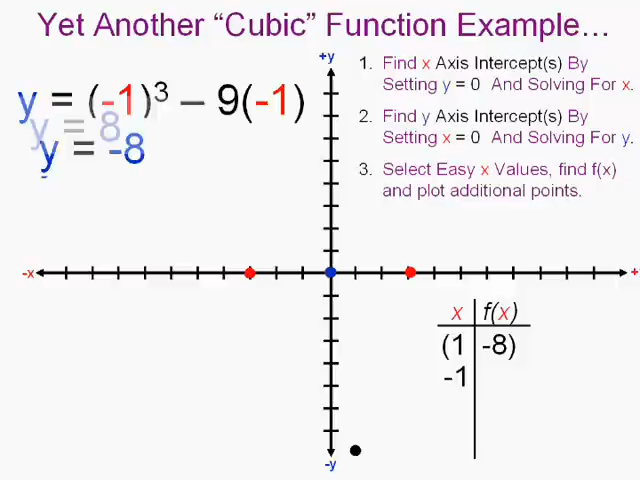 Yet Another “Cubic” Function Example...
y = (-1)³ – 9(-1)
y = 8
y = -8
+y
1. Find x Axis Intercept(s) By
Setting y = 0 And Solving For x.
2. Find y Axis Intercept(s) By
Setting x = 0 And Solving For y.
3. Select Easy x Values, find f(x)
and plot additional points.
-x
+
x f(x)
(1 -8)
-1
-y